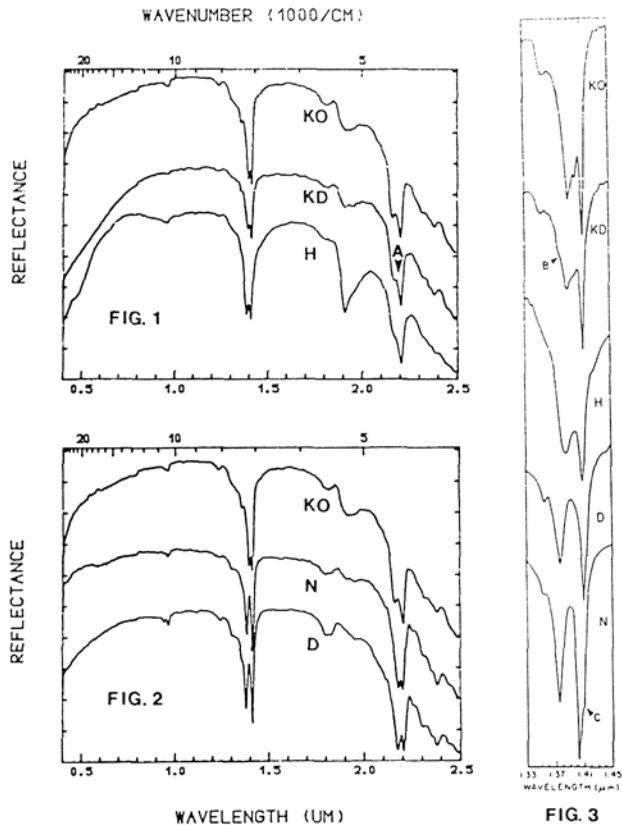 WAVENUMBER (1000/CM)
20 10 5
REFLECTANCE
KO
KD
A
H
FIG. 1
0.5 1.0 1.5 2.0 2.5
20 10 5
REFLECTANCE
KO
N
D
FIG. 2
0.5 1.0 1.5 2.0 2.5
WAVELENGTH (UM)
KO
KD
B
H
D
N
C
1.33 1.37 1.41 1.45
WAVELENGTH (μm)
FIG. 3